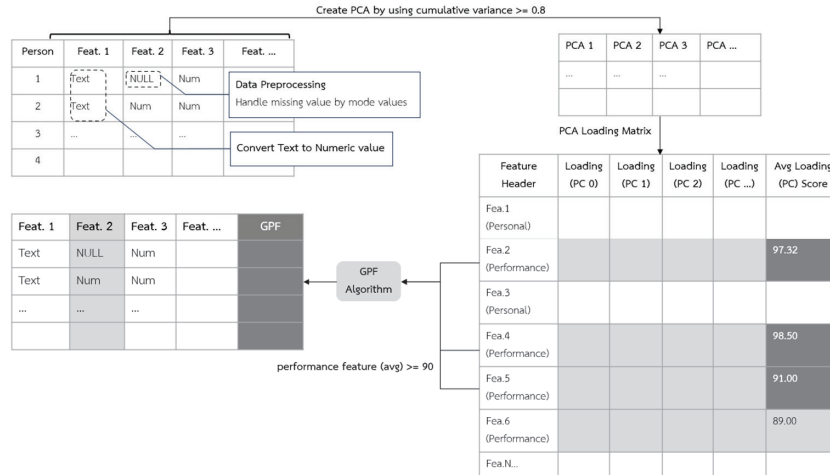 Create PCA by using cumulative variance >= 0.8
Person Feat. 1 Feat. 2 Feat. 3 Feat. ...
1 Text NULL Num
2 Text Num Num
3 ... ... ...
4
Data Preprocessing
Handle missing value by mode values
Convert Text to Numeric value
PCA 1 PCA 2 PCA 3 PCA ...
... ... ...
PCA Loading Matrix
Feature Header Loading (PC 0) Loading (PC 1) Loading (PC 2) Loading (PC ...) Avg Loading (PC) Score
Fea.1
(Personal)
Fea.2 97.32
(Performance)
Fea.3
(Personal)
Fea.4 98.50
(Performance)
Fea.5 91.00
(Performance)
Fea.6 89.00
(Performance)
Fea.N...
Feat. 1 Feat. 2 Feat. 3 Feat. ... GPF
Text NULL Num
Text Num Num
... ... ...
GPF
Algorithm
performance feature (avg) >= 90